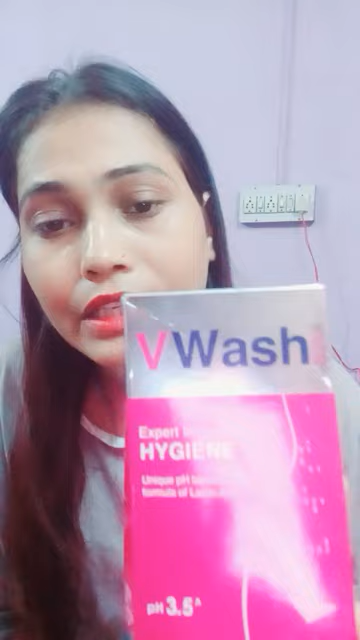 VWash
Expert
HYGIENE
Unique pH
formula of
pH 3.5^